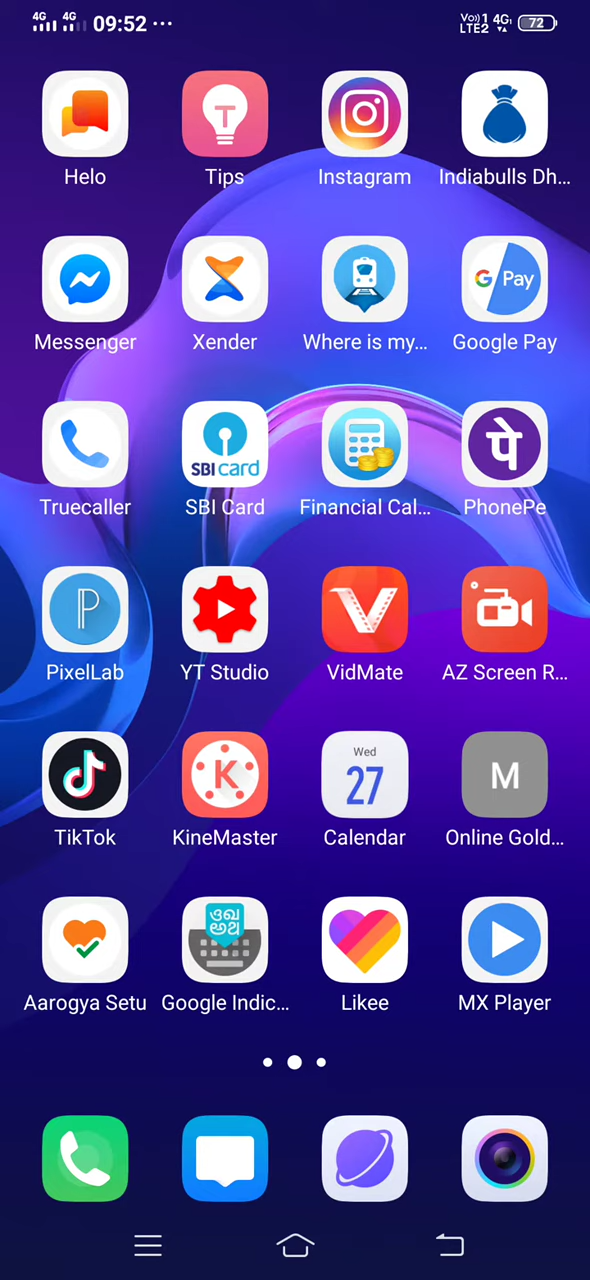 4G 4G 09:52 ... Vo)) 1 LTE2 4G 72
Helo Tips Instagram Indiabulls Dh...
T
G Pay
Messenger Xender Where is my... Google Pay
SBI card
पे
Truecaller SBI Card Financial Cal... PhonePe
P V
PixelLab YT Studio VidMate AZ Screen R...
K Wed 27 M
TikTok KineMaster Calendar Online Gold...
Aarogya Setu Google Indic... Likee MX Player